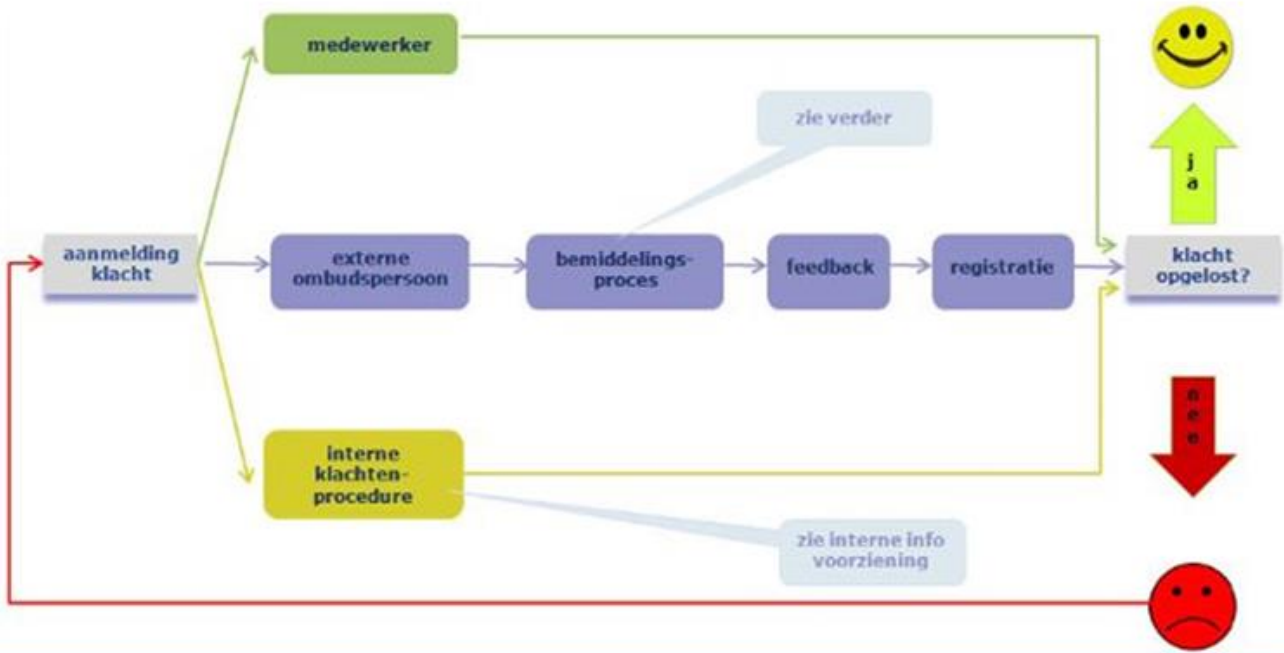 medewerker
zie verder
j
a
aanmelding
klacht
externe
ombudspersoon
bemiddelings-
proces
feedback
registratie
klacht
opgelost?
n
e
e
n
interne
klachten-
procedure
zie interne info
voorziening